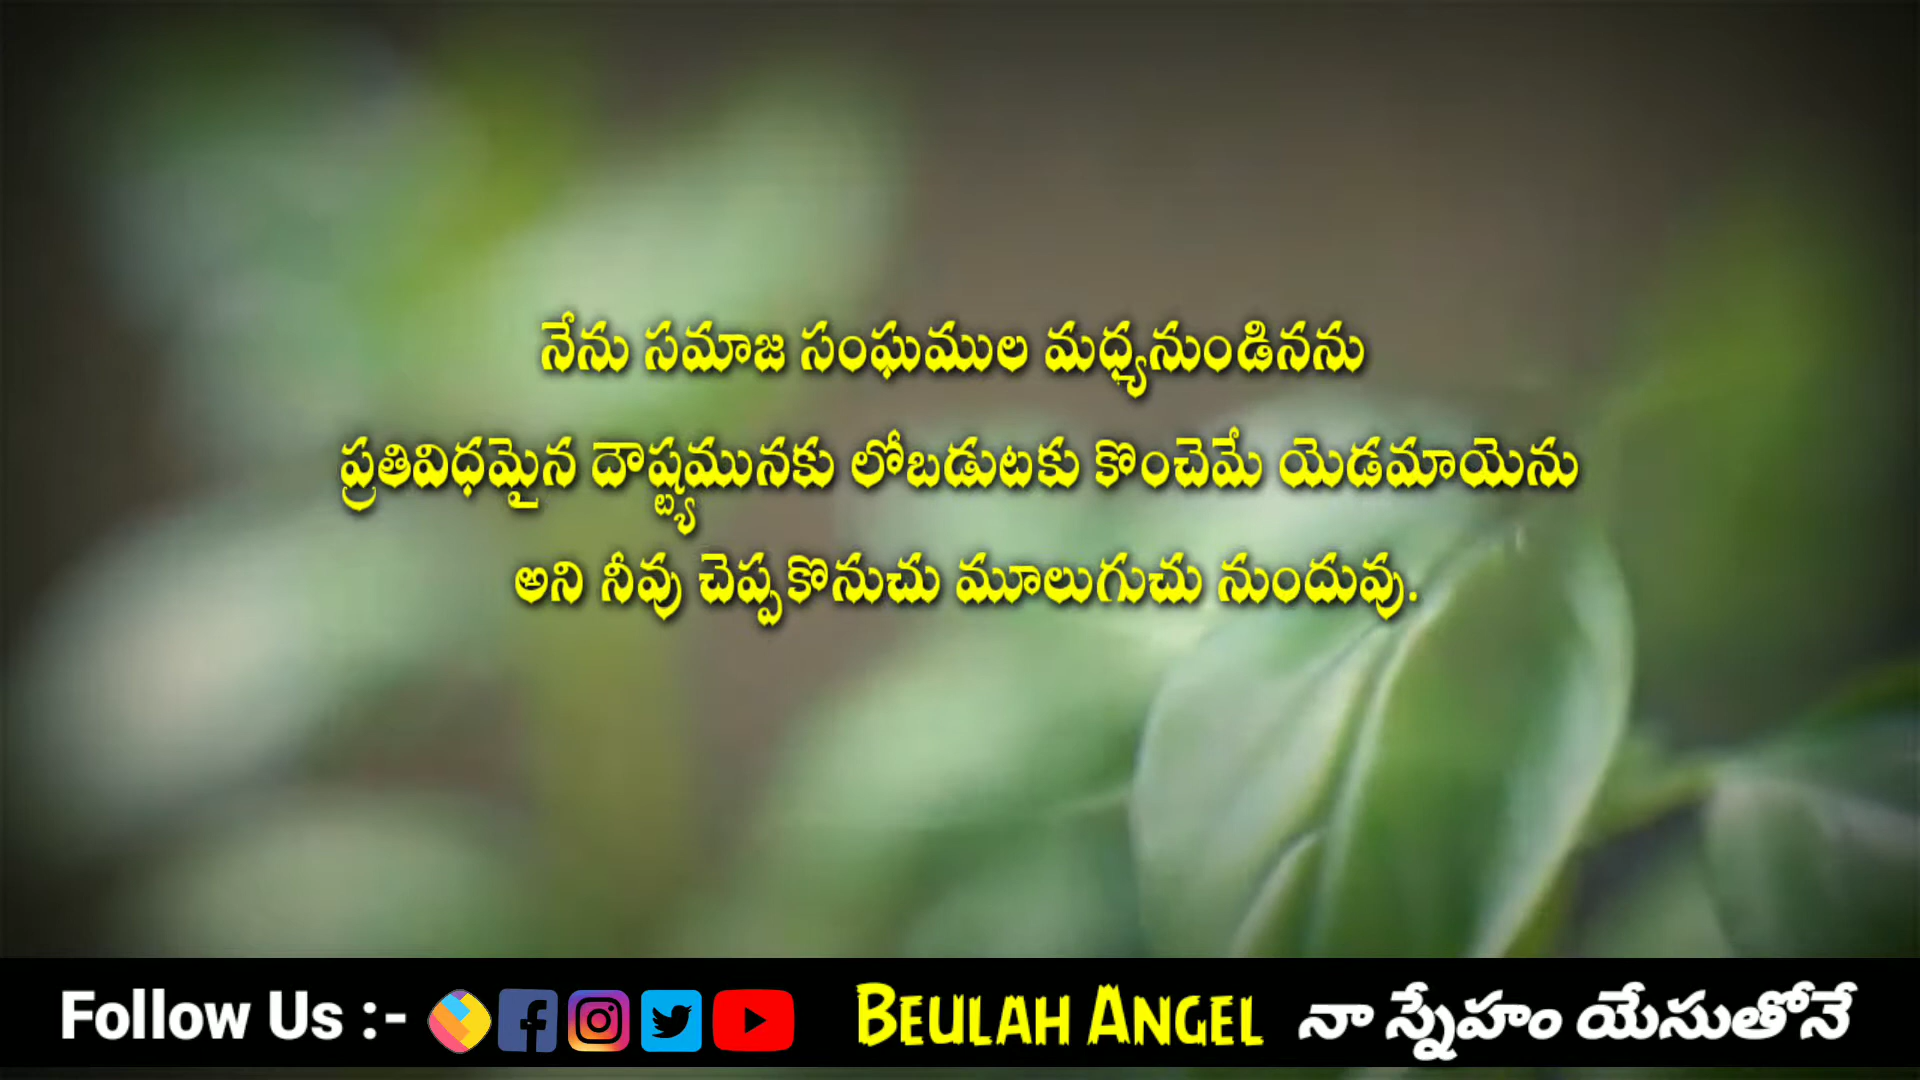 నేను సమాజ సంఘముల మధ్యనుండినను
ప్రతివిధమైన దౌష్ట్యమునకు లోబడుటకు కొంచెమే యెడమాయెను
అని నీవు చెప్పకొనుచు మూలుగుచు నుందువు.
Follow Us :- BEULAH ANGEL నా స్నేహం యేసుతోనే